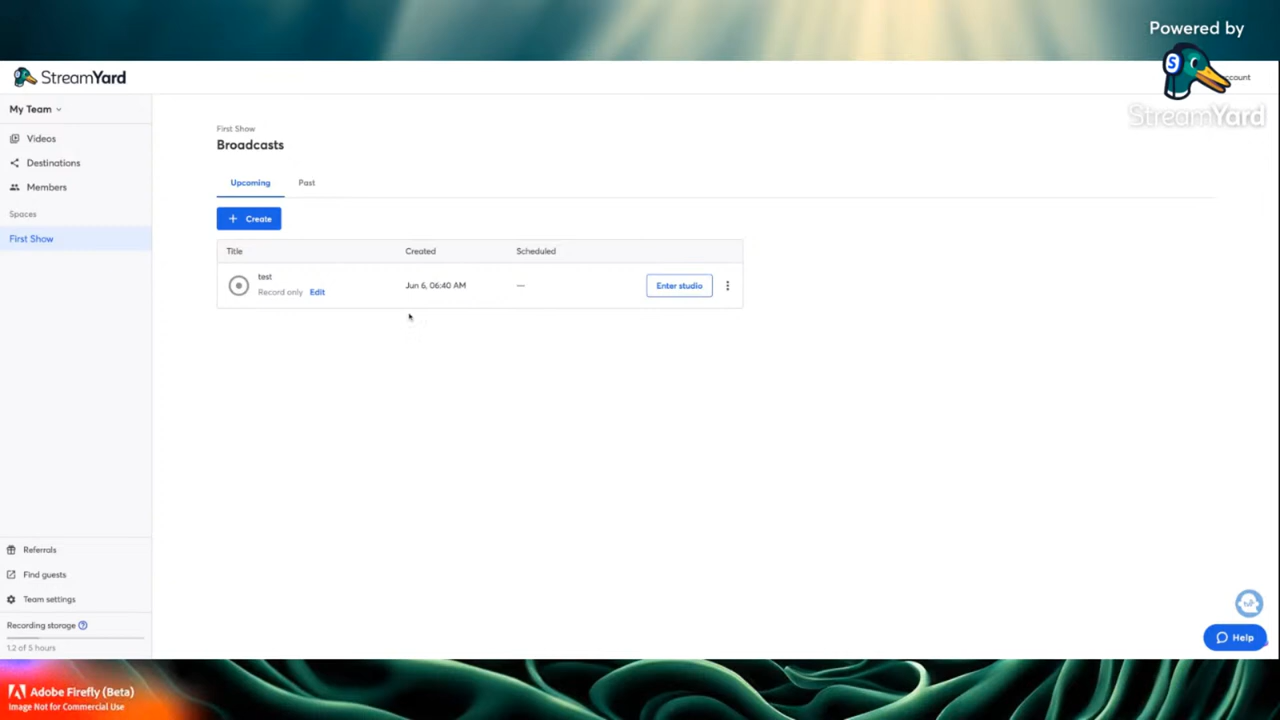 Powered by
StreamYard
StreamYard
My Team
Videos
Destinations
Members
Spaces
First Show
First Show
Broadcasts
Upcoming Past
+ Create
Title Created Scheduled
test
Record only Edit
Jun 6, 06:40 AM
—
Enter studio
Referrals
Find guests
Team settings
Recording storage
1.2 of 5 hours
Help
Adobe Firefly (Beta)
Image Not for Commercial Use